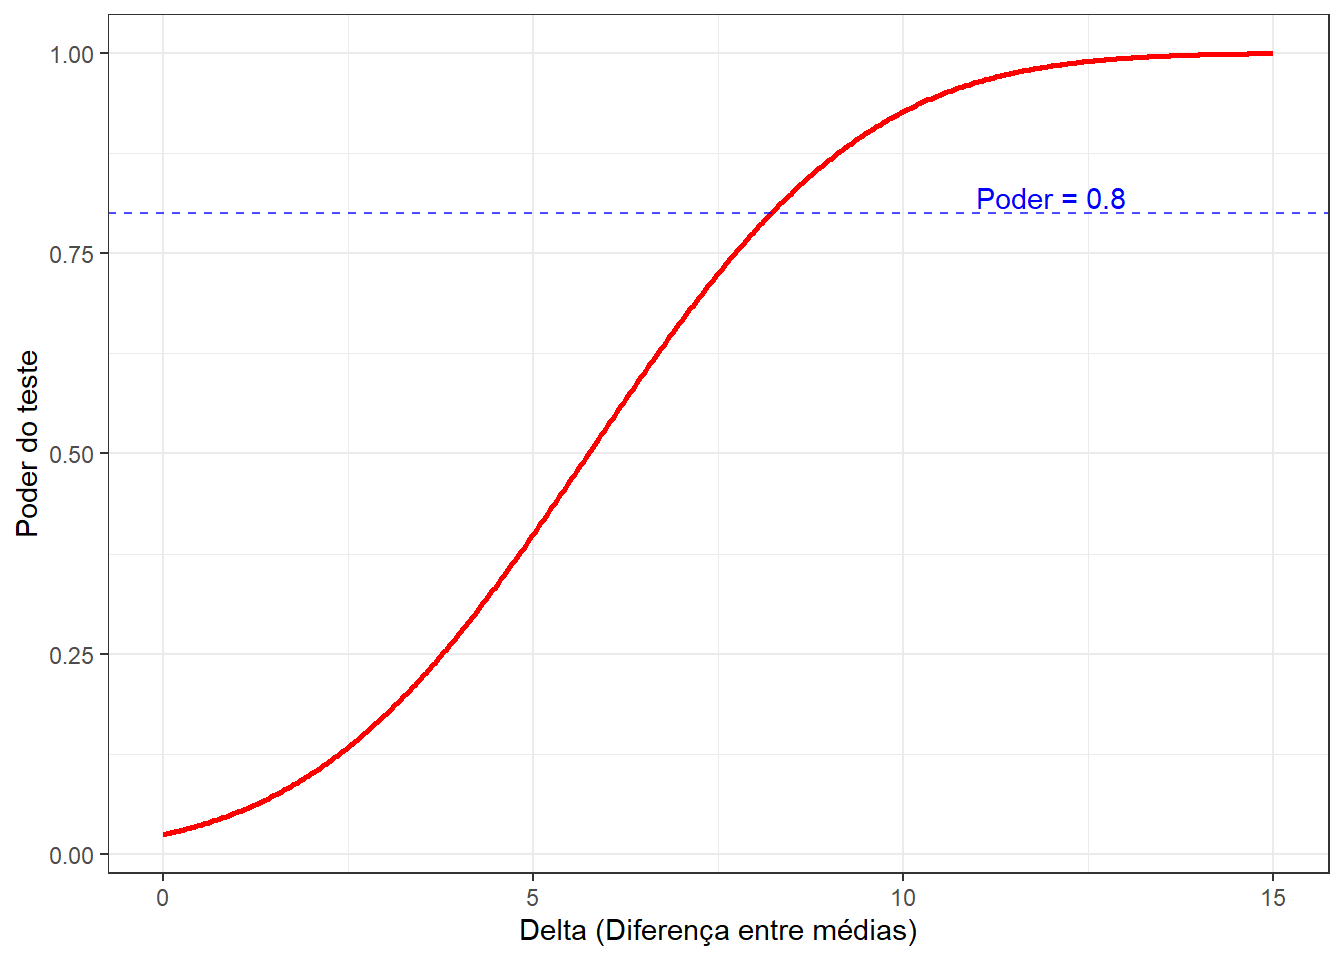 1.00
Poder = 0.8
0.75
Poder do teste
0.50
0.25
0.00
0 5 10 15
Delta (Diferença entre médias)